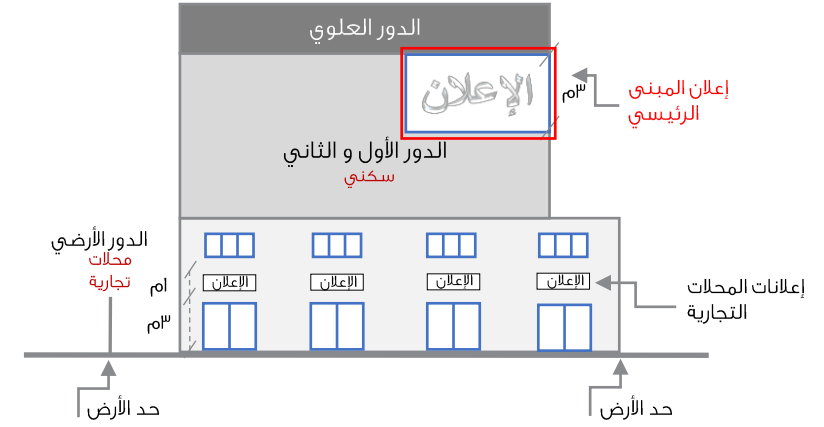 الدور العلوي
الإعلان
٣م
إعلان المبنى
الرئيسي
الدور الأول و الثاني
سكني
الدور الأرضي
محلات
تجارية
١م
٣م
الإعلان
الإعلان
الإعلان
الإعلان
إعلانات المحلات
التجارية
حد الأرض
حد الأرض